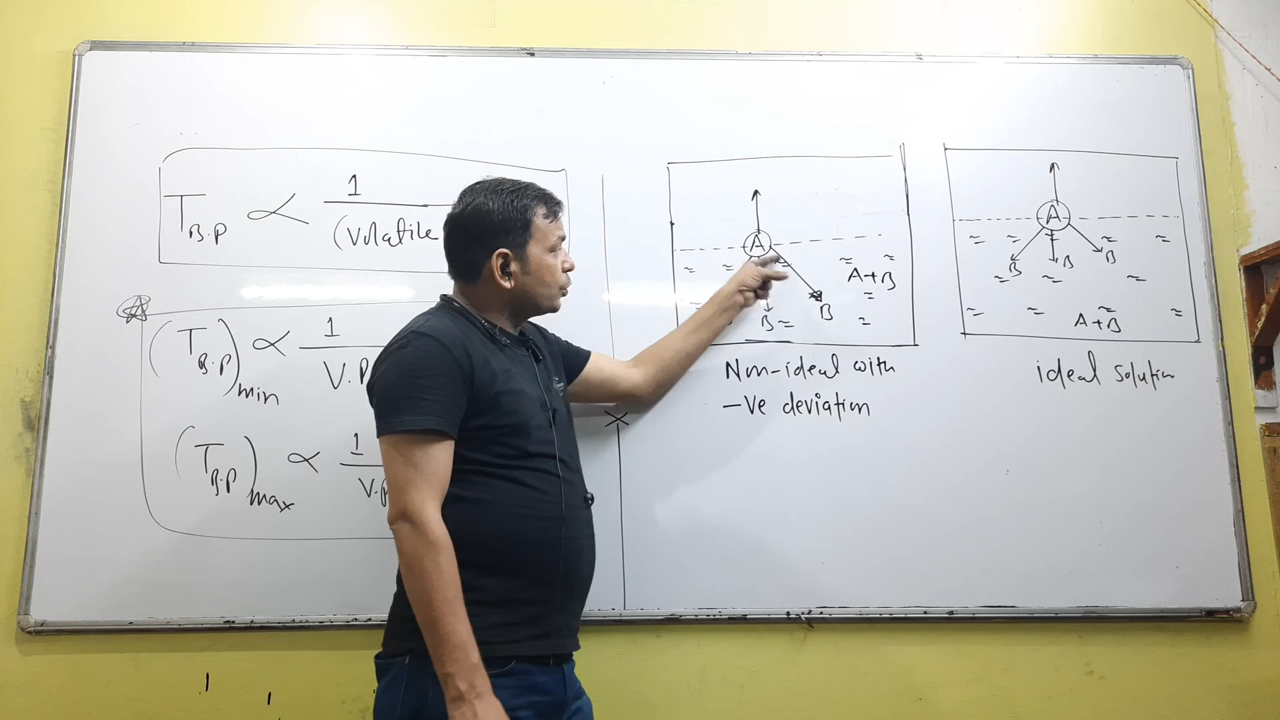 T_B.P ∝ 1/(Volatile
(T_B.P)_min ∝ 1/V.P
(T_B.P)_max ∝ 1/V.P
A
B
B
A+B
Non-ideal with
-Ve deviation
A
B
B
B
A+B
ideal solution